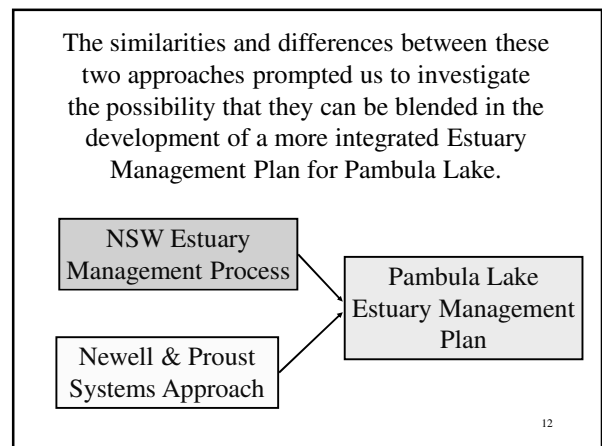 The similarities and differences between these
two approaches prompted us to investigate
the possibility that they can be blended in the
development of a more integrated Estuary
Management Plan for Pambula Lake.
NSW Estuary
Management Process
Newell & Proust
Systems Approach
Pambula Lake
Estuary Management
Plan
12